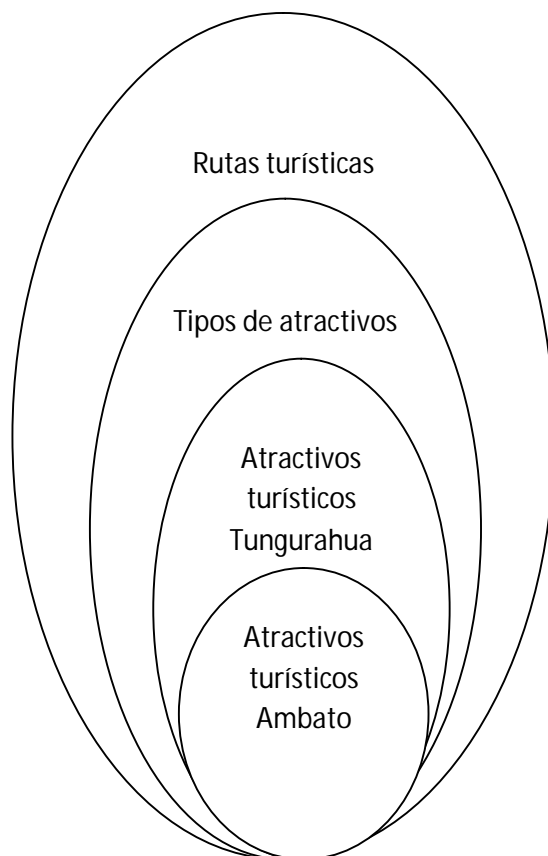 Rutas turísticas
Tipos de atractivos
Atractivos
turísticos
Tungurahua
Atractivos
turísticos
Ambato